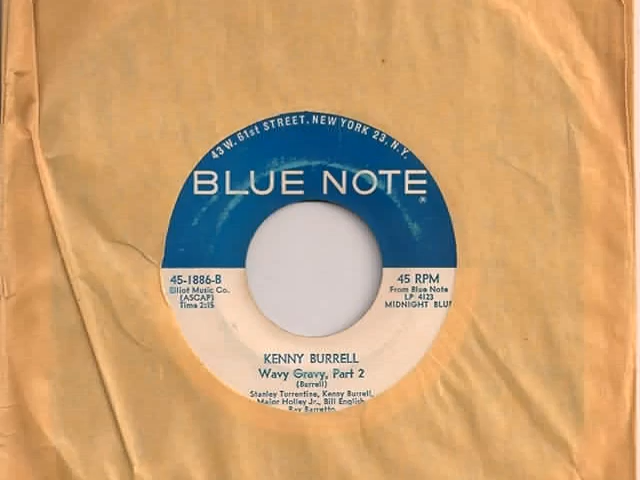 43 W. 61st STREET, NEW YORK 23, N.Y.
BLUE NOTE
®
45-1886-B
Elliot Music Co.
(ASCAP)
Time 2:15
45 RPM
From Blue Note
LP 4123
MIDNIGHT BLU
KENNY BURRELL
Wavy Gravy, Part 2
(Burrell)
Stanley Turrentine, Kenny Burrell,
Major Holley Jr., Bill English
Ray Barretto